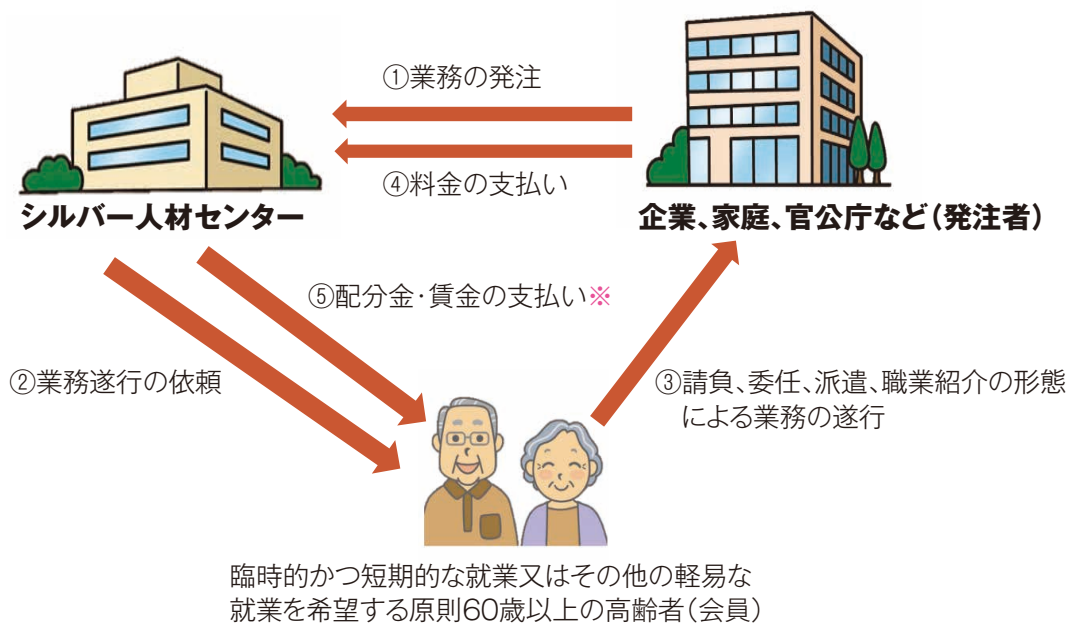 ①業務の発注
④料金の支払い
シルバー人材センター
企業、家庭、官公庁など（発注者）
⑤配分金・賃金の支払い※
②業務遂行の依頼
③請負、委任、派遣、職業紹介の形態
による業務の遂行
臨時的かつ短期的な就業又はその他の軽易な
就業を希望する原則60歳以上の高齢者（会員）